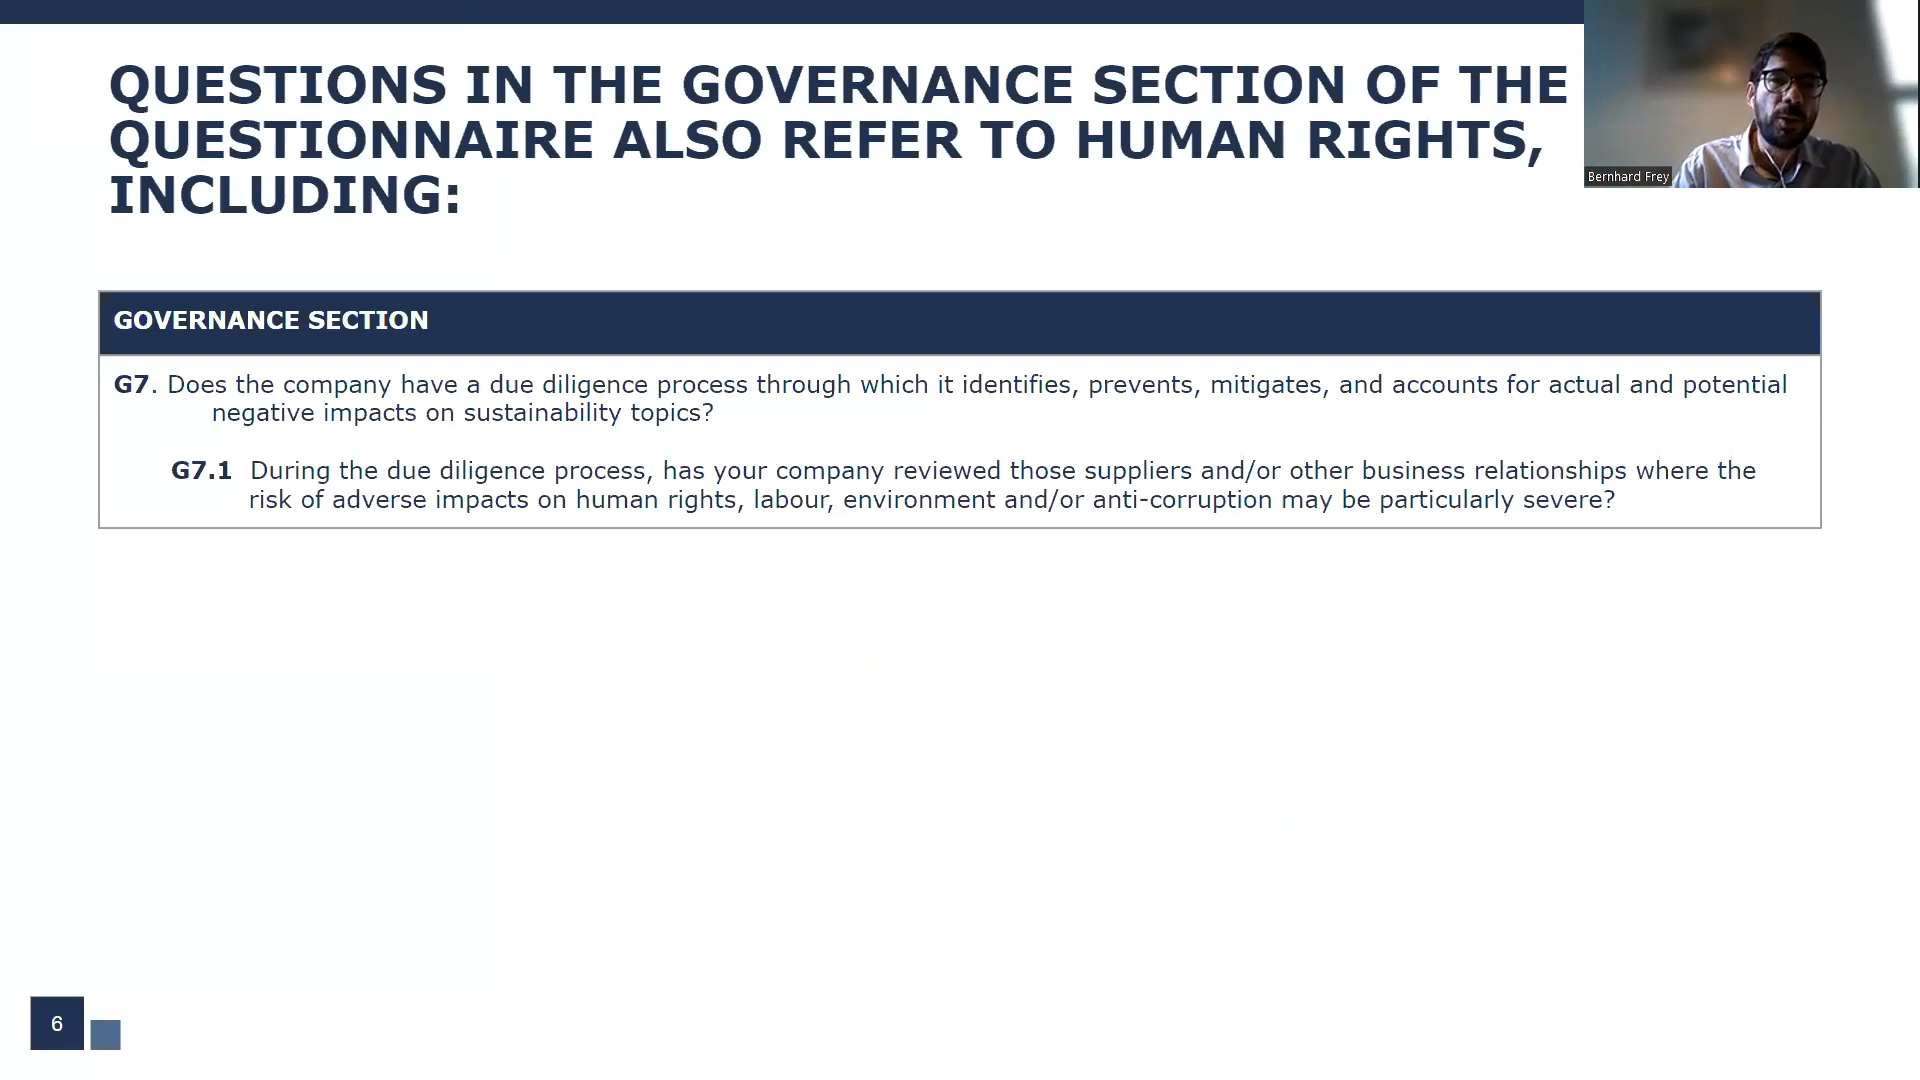 QUESTIONS IN THE GOVERNANCE SECTION OF THE
QUESTIONNAIRE ALSO REFER TO HUMAN RIGHTS,
INCLUDING:
Bernhard Frey
GOVERNANCE SECTION
G7. Does the company have a due diligence process through which it identifies, prevents, mitigates, and accounts for actual and potential
negative impacts on sustainability topics?
G7.1 During the due diligence process, has your company reviewed those suppliers and/or other business relationships where the
risk of adverse impacts on human rights, labour, environment and/or anti-corruption may be particularly severe?
6